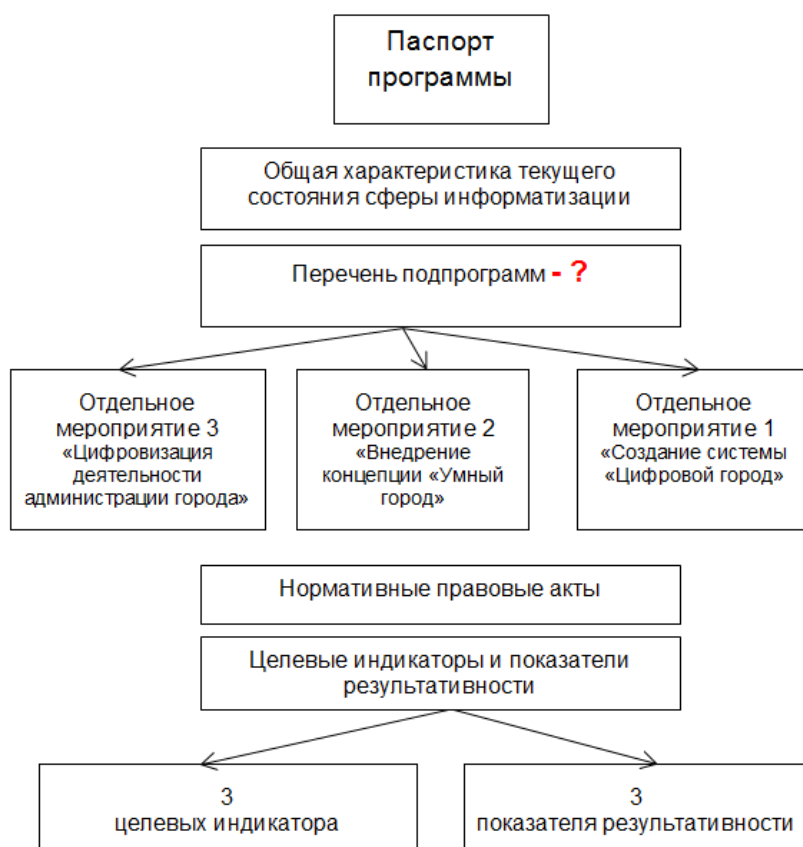 Паспорт
программы
Общая характеристика текущего
состояния сферы информатизации
Перечень подпрограмм - ?
Отдельное
мероприятие 3
«Цифровизация
деятельности
администрации города»
Отдельное
мероприятие 2
«Внедрение
концепции «Умный
город»
Отдельное
мероприятие 1
«Создание системы
«Цифровой город»
Нормативные правовые акты
Целевые индикаторы и показатели
результативности
3
целевых индикатора
3
показателя результативности